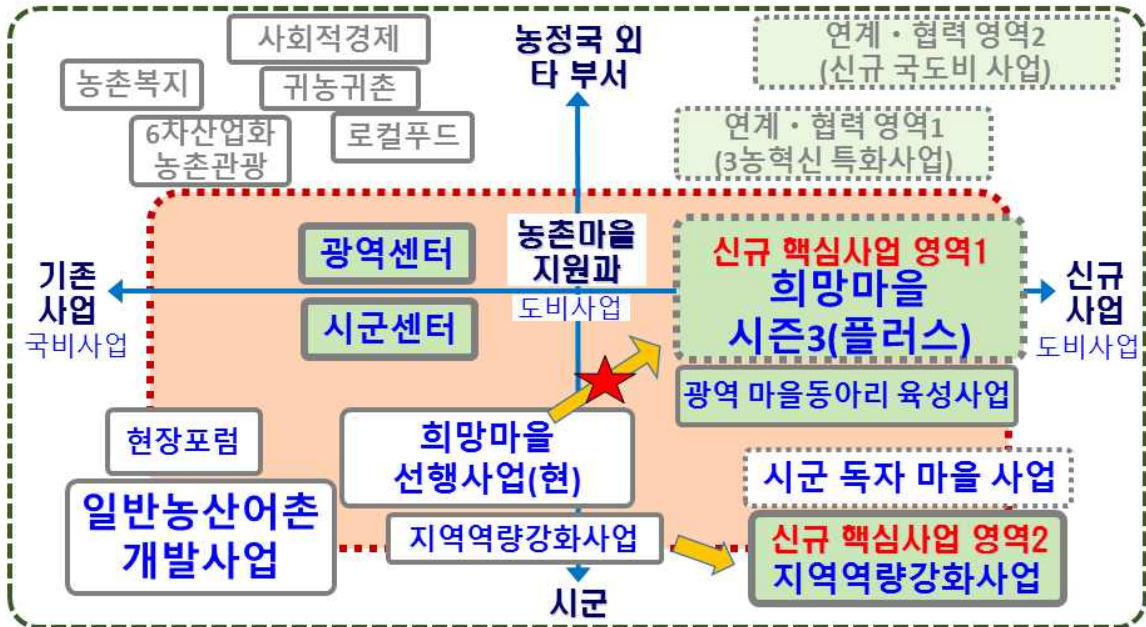 사회적경제
농촌복지
귀농귀촌
6차산업화
농촌관광
로컬푸드
농정국 외
타 부서
연계・협력 영역2
(신규 국도비 사업)
연계・협력 영역1
(3농혁신 특화사업)
기존
사업
국비사업
광역센터
시군센터
농촌마을
지원과
도비사업
신규 핵심사업 영역1
희망마을
시즌3(플러스)
신규
사업
도비사업
광역 마을동아리 육성사업
현장포럼
일반농산어촌
개발사업
희망마을
선행사업(현)
지역역량강화사업
시군
시군 독자 마을 사업
신규 핵심사업 영역2
지역역량강화사업